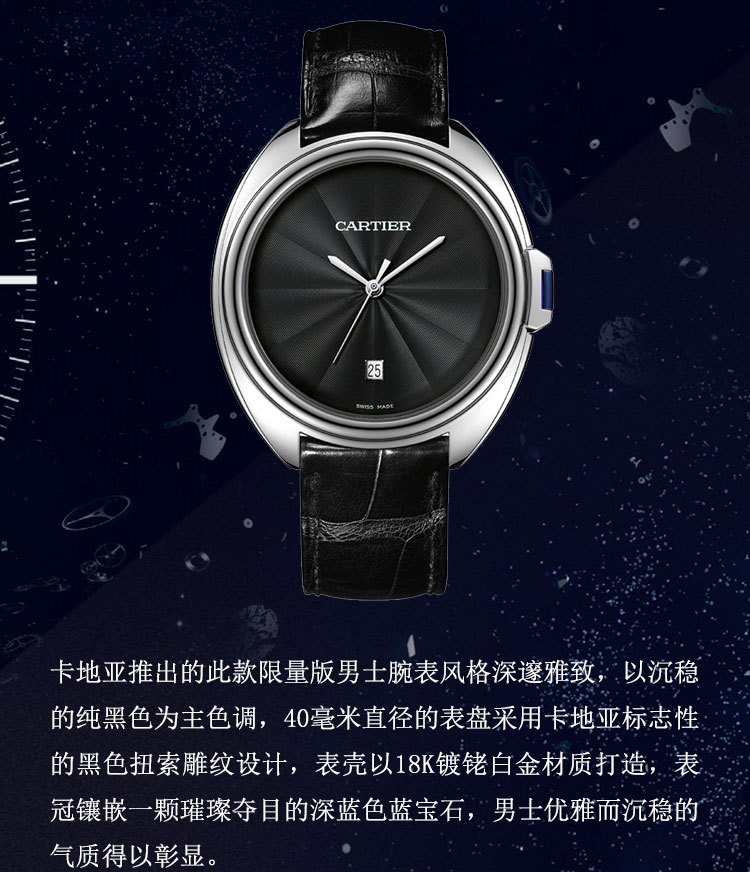 CARTIER
25
SWISS MADE
卡地亚推出的此款限量版男士腕表风格深邃雅致，以沉稳
的纯黑色为主色调，40毫米直径的表盘采用卡地亚标志性
的黑色扭索雕纹设计，表壳以18K镀铑白金材质打造，表
冠镶嵌一颗璀璨夺目的深蓝色蓝宝石，男士优雅而沉稳的
气质得以彰显。